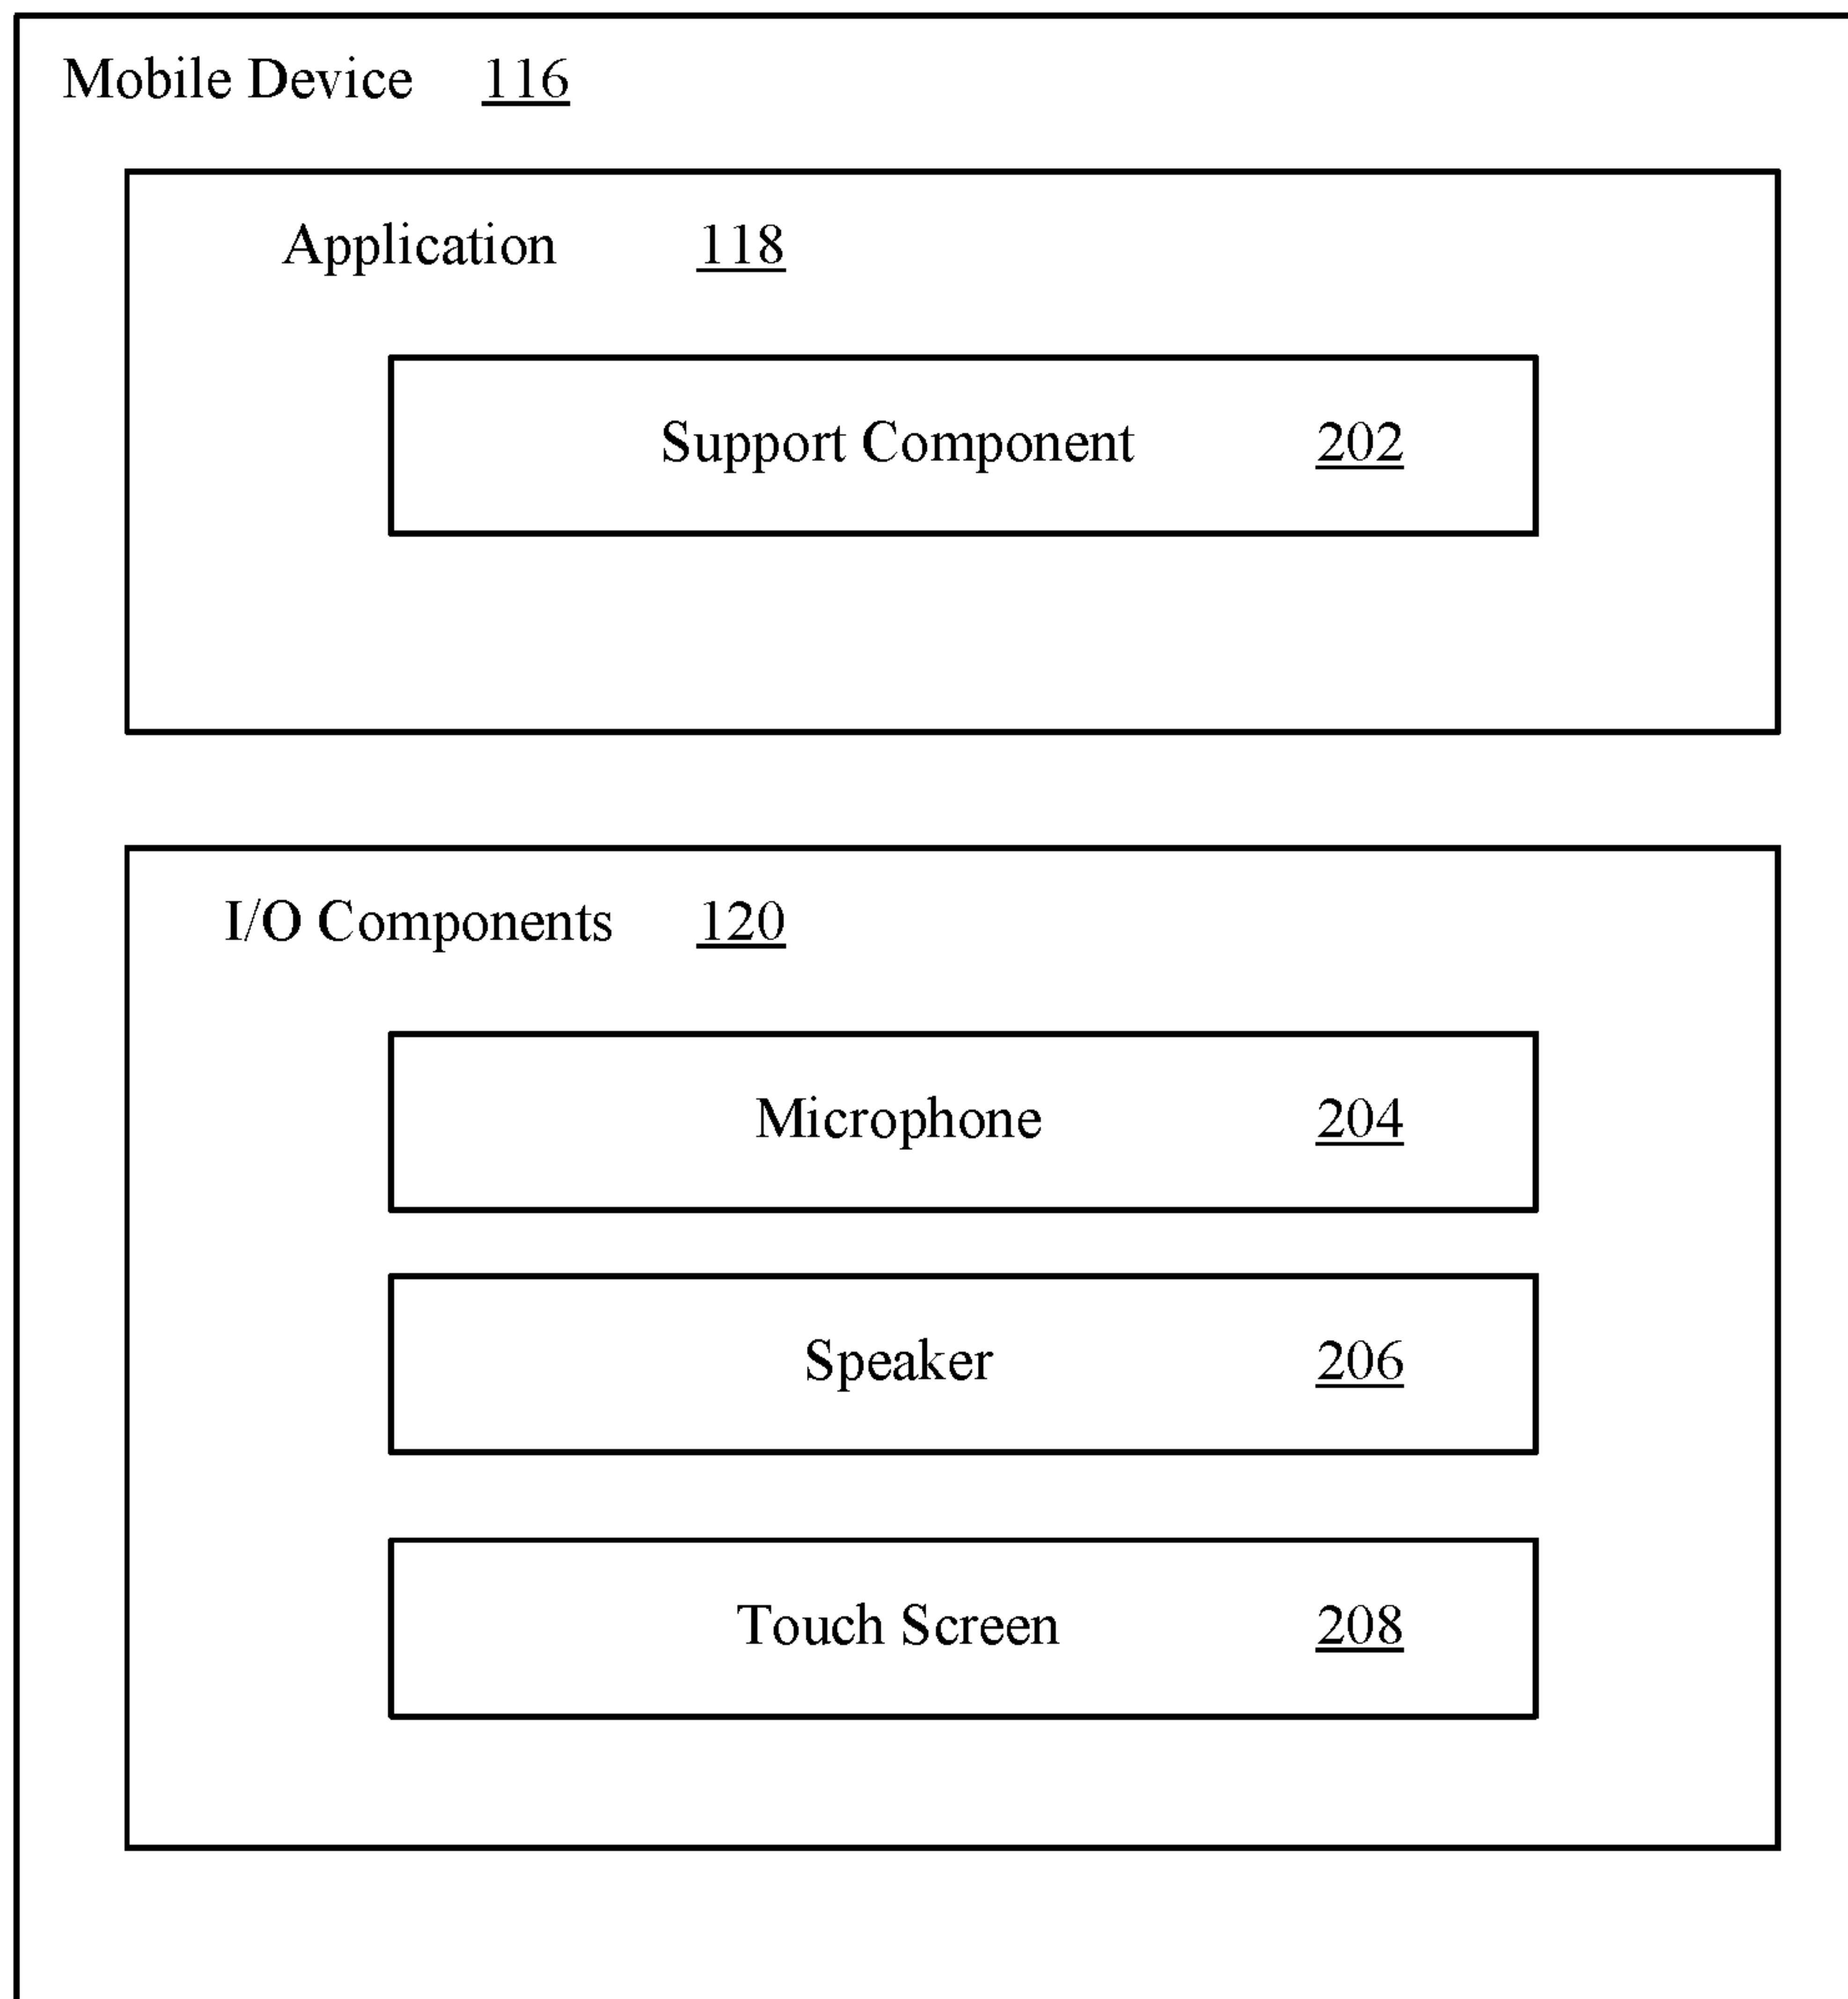 Mobile Device 116
Application 118
Support Component 202
I/O Components 120
Microphone 204
Speaker 206
Touch Screen 208